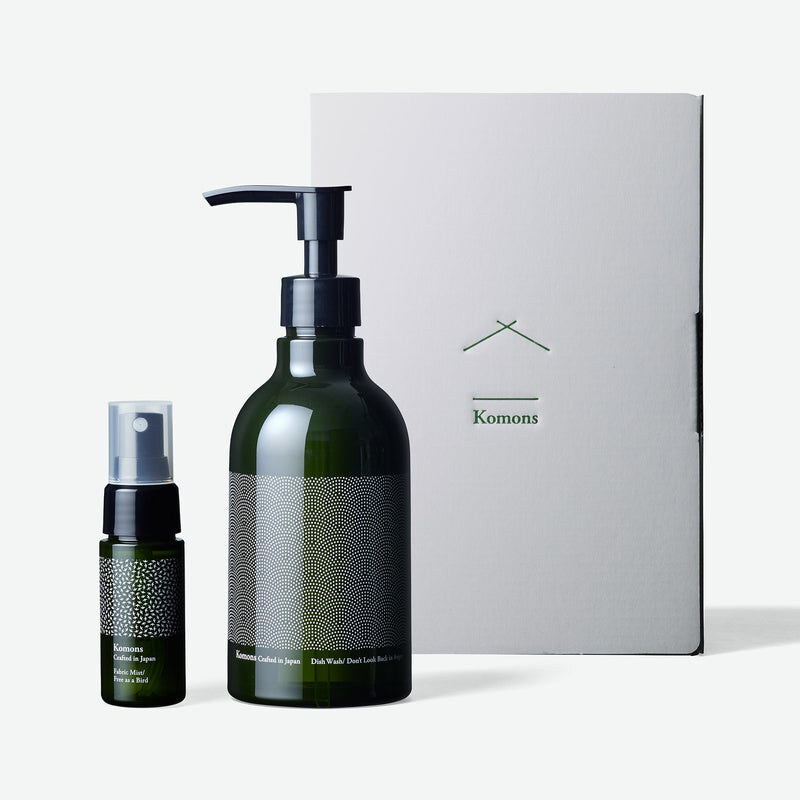 Komons
Komons
Crafted in Japan
Fabric Mist/
Free as a Bird
Komons Crafted in Japan Dish Wash/ Don't Look Back in Anger